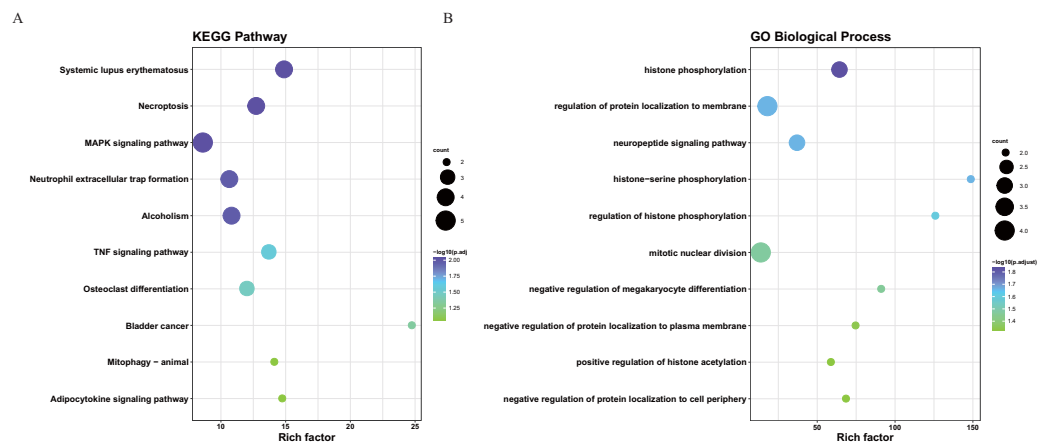 A
KEGG Pathway
Systemic lupus erythematosus
Necroptosis
MAPK signaling pathway
Neutrophil extracellular trap formation
Alcoholism
TNF signaling pathway
Osteoclast differentiation
Bladder cancer
Mitophagy − animal
Adipocytokine signaling pathway
5
10
15
20
25
Rich factor
count
2
3
4
5
−log10(p.adj
2.00
1.75
1.50
1.25
B
GO Biological Process
histone phosphorylation
regulation of protein localization to membrane
neuropeptide signaling pathway
histone−serine phosphorylation
regulation of histone phosphorylation
mitotic nuclear division
negative regulation of megakaryocyte differentiation
negative regulation of protein localization to plasma membrane
positive regulation of histone acetylation
negative regulation of protein localization to cell periphery
50
100
150
Rich factor
count
2.0
2.5
3.0
3.5
4.0
−log10(p.adjust)
1.8
1.7
1.6
1.5
1.4